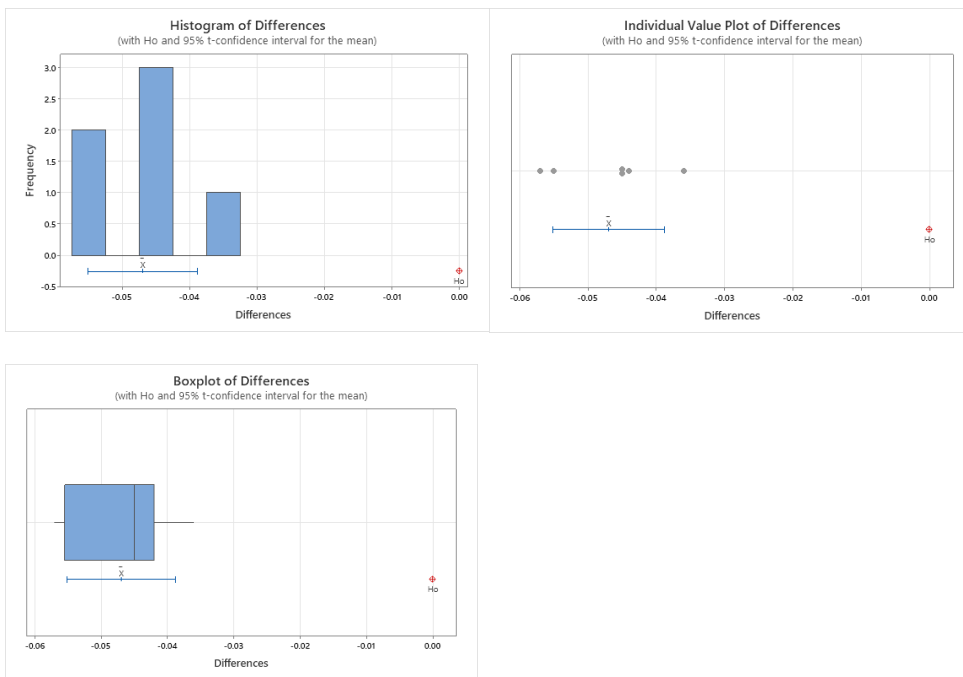 Histogram of Differences
(with Ho and 95% t-confidence interval for the mean)
3.0
2.5
2.0
1.5
1.0
0.5
0.0
-0.5
Frequency
X̄
Ho
-0.05 -0.04 -0.03 -0.02 -0.01 0.00
Differences
Individual Value Plot of Differences
(with Ho and 95% t-confidence interval for the mean)
X̄
Ho
-0.06 -0.05 -0.04 -0.03 -0.02 -0.01 0.00
Differences
Boxplot of Differences
(with Ho and 95% t-confidence interval for the mean)
X̄
Ho
-0.06 -0.05 -0.04 -0.03 -0.02 -0.01 0.00
Differences